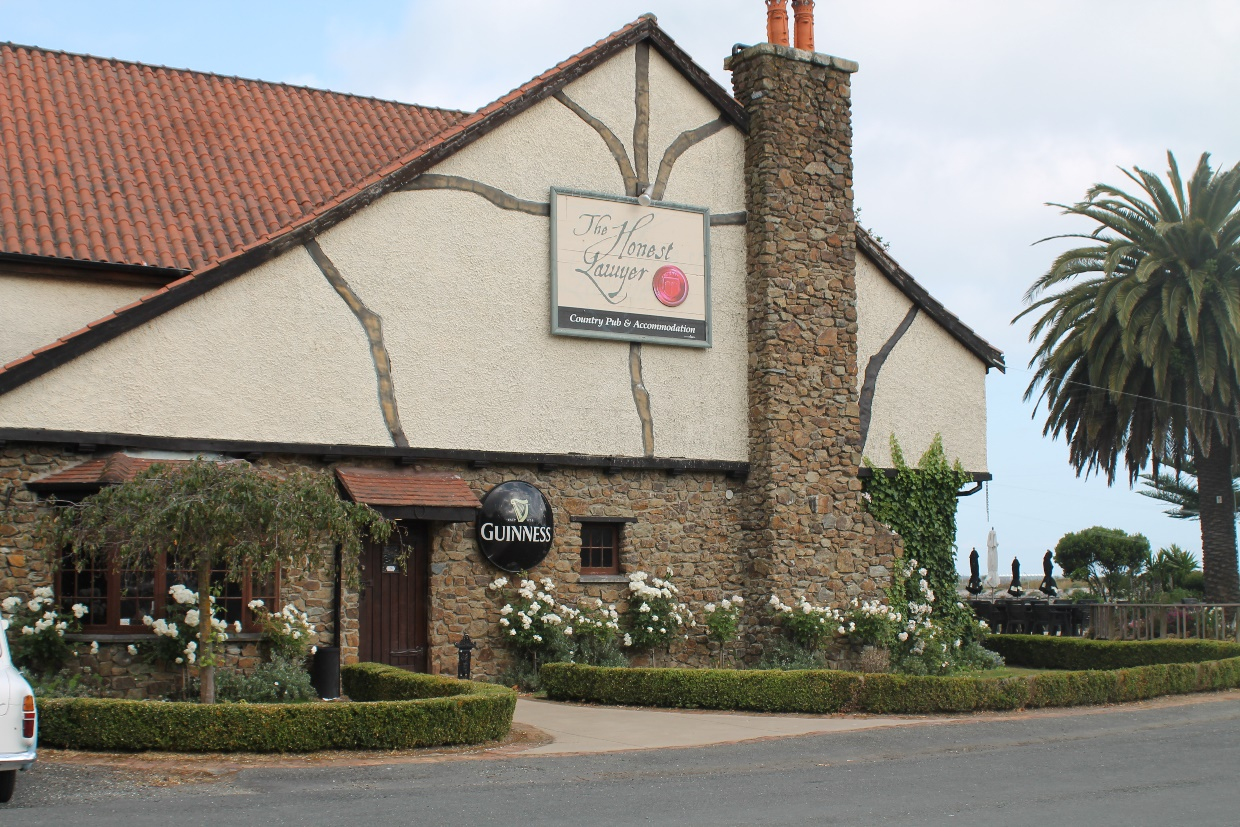 The Honest
Lawyer
Country Pub & Accommodation
GUINNESS